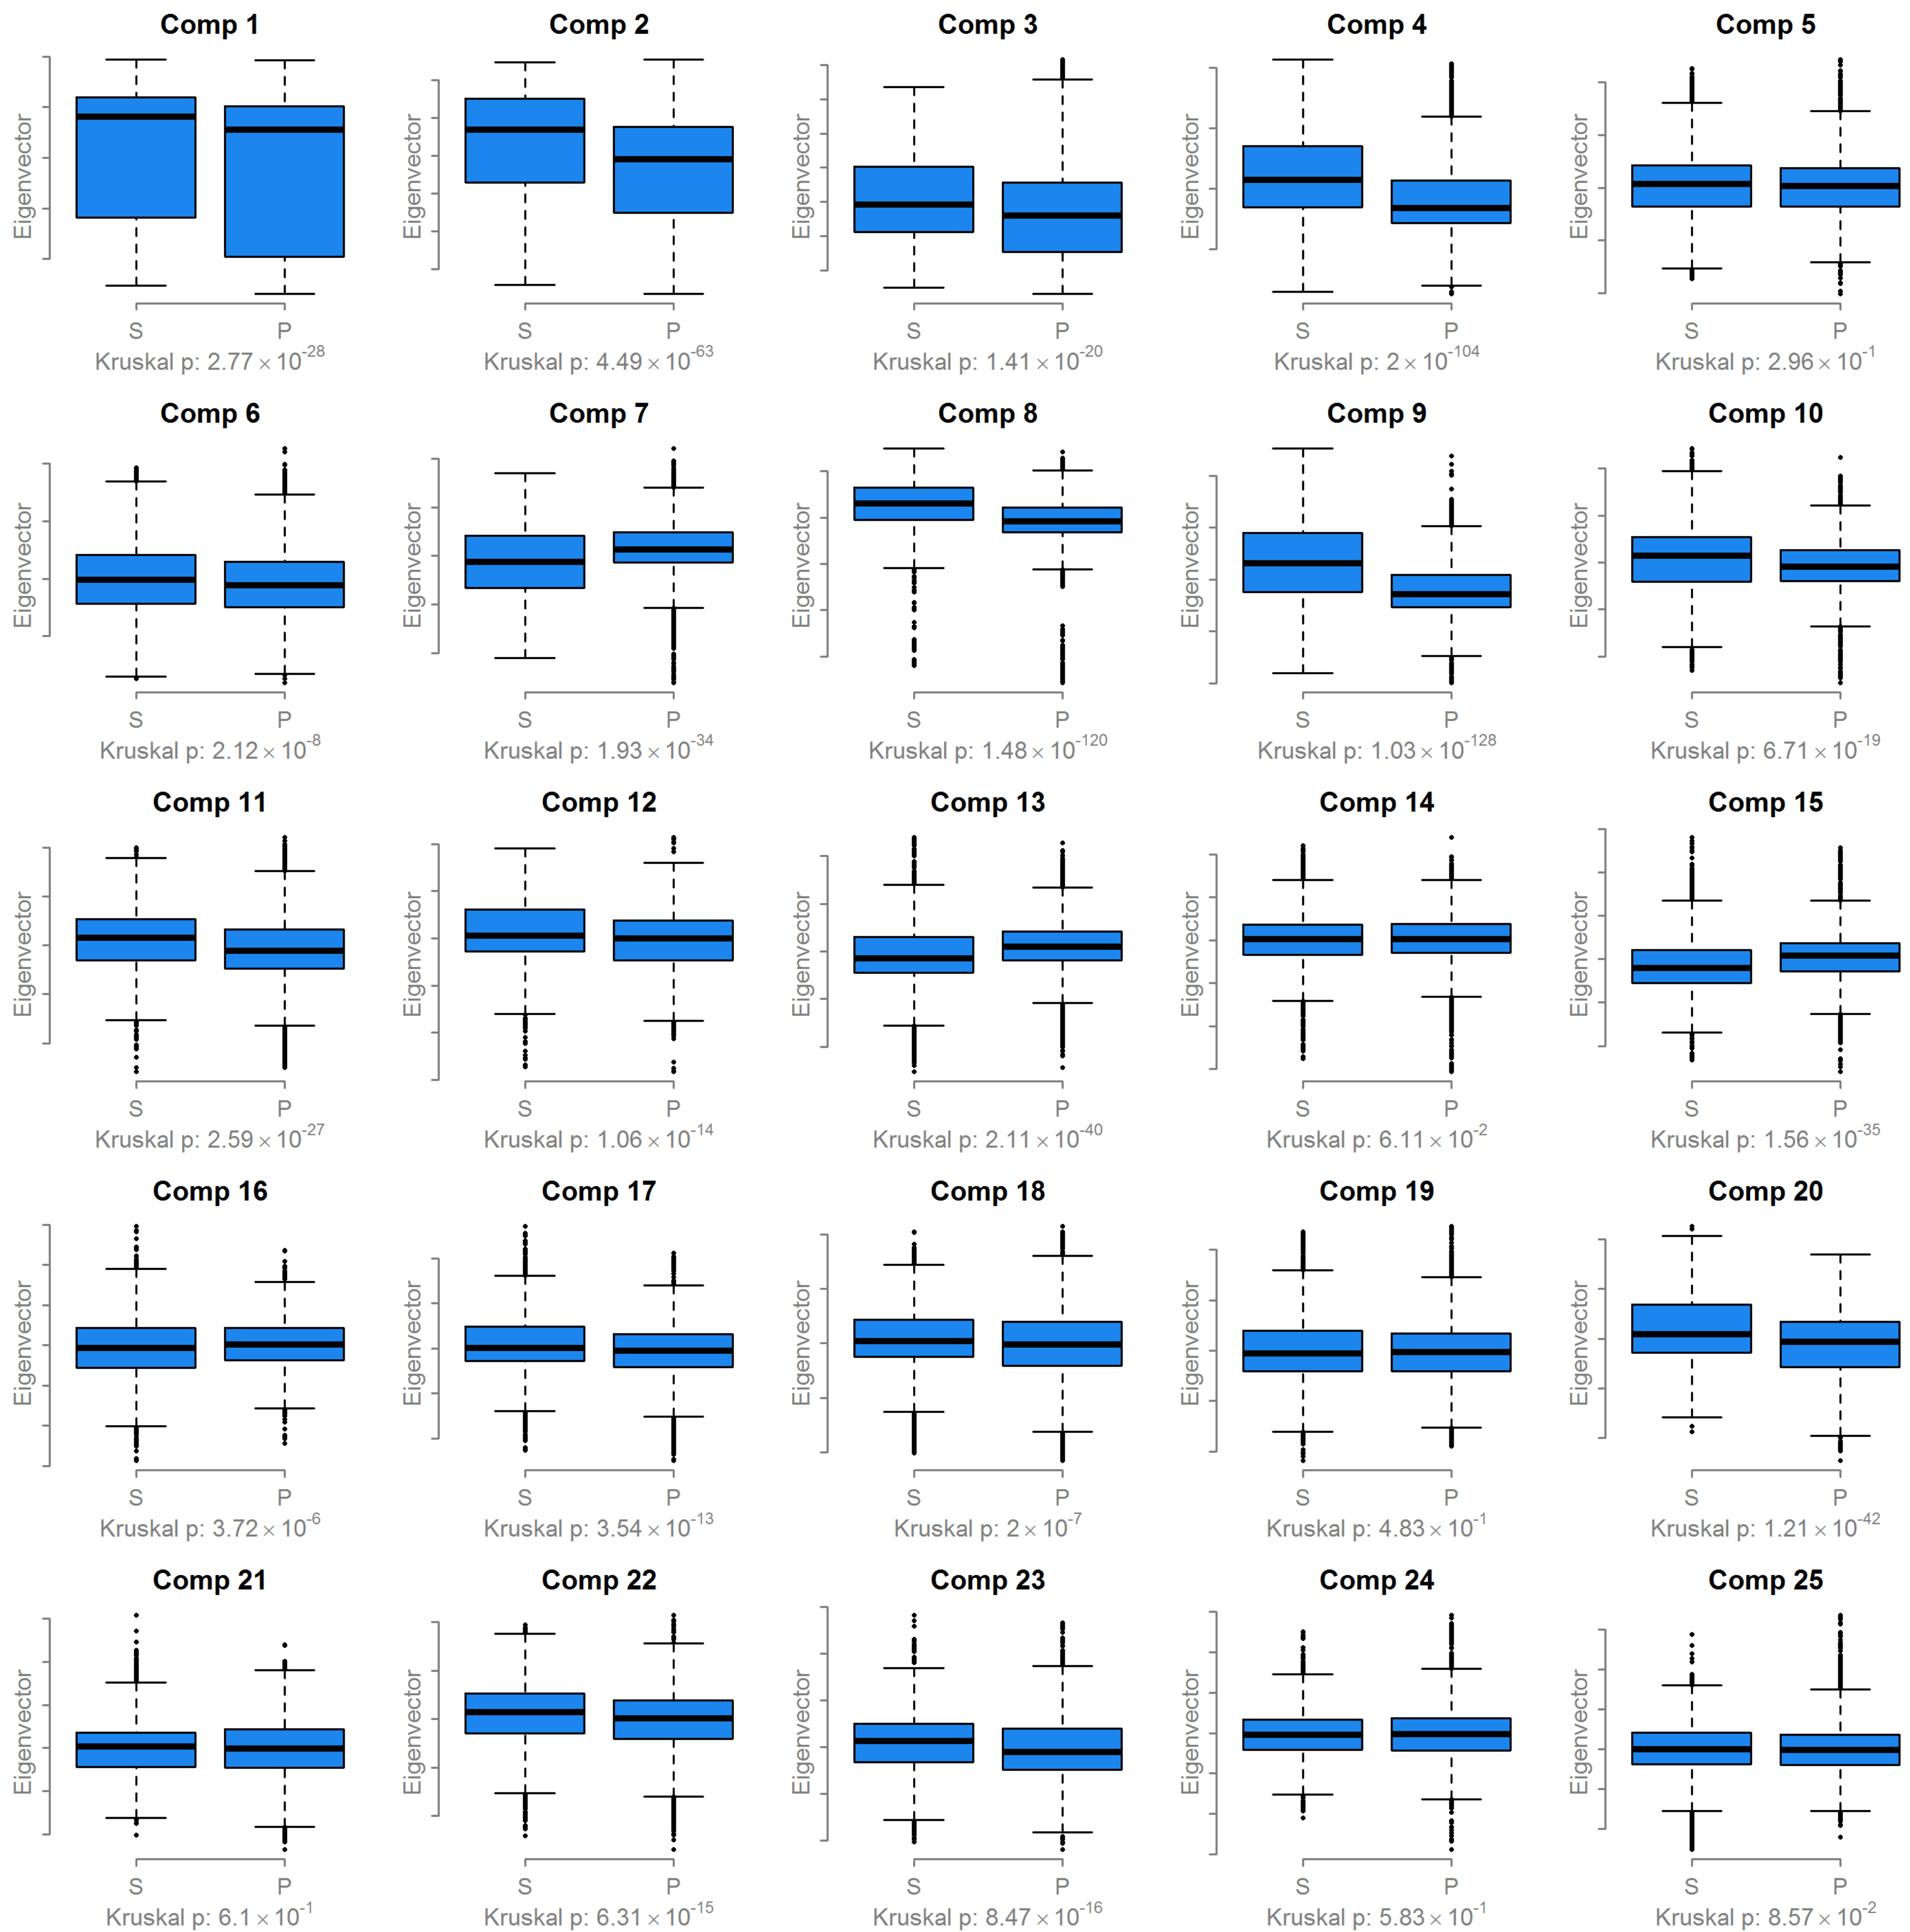 Comp 1
Eigenvector
S P
Kruskal p: 2.77 × 10^-28
Comp 2
Eigenvector
S P
Kruskal p: 4.49 × 10^-63
Comp 3
Eigenvector
S P
Kruskal p: 1.41 × 10^-20
Comp 4
Eigenvector
S P
Kruskal p: 2 × 10^-104
Comp 5
Eigenvector
S P
Kruskal p: 2.96 × 10^-1
Comp 6
Eigenvector
S P
Kruskal p: 2.12 × 10^-8
Comp 7
Eigenvector
S P
Kruskal p: 1.93 × 10^-34
Comp 8
Eigenvector
S P
Kruskal p: 1.48 × 10^-120
Comp 9
Eigenvector
S P
Kruskal p: 1.03 × 10^-128
Comp 10
Eigenvector
S P
Kruskal p: 6.71 × 10^-19
Comp 11
Eigenvector
S P
Kruskal p: 2.59 × 10^-27
Comp 12
Eigenvector
S P
Kruskal p: 1.06 × 10^-14
Comp 13
Eigenvector
S P
Kruskal p: 2.11 × 10^-40
Comp 14
Eigenvector
S P
Kruskal p: 6.11 × 10^-2
Comp 15
Eigenvector
S P
Kruskal p: 1.56 × 10^-35
Comp 16
Eigenvector
S P
Kruskal p: 3.72 × 10^-6
Comp 17
Eigenvector
S P
Kruskal p: 3.54 × 10^-13
Comp 18
Eigenvector
S P
Kruskal p: 2 × 10^-7
Comp 19
Eigenvector
S P
Kruskal p: 4.83 × 10^-1
Comp 20
Eigenvector
S P
Kruskal p: 1.21 × 10^-42
Comp 21
Eigenvector
S P
Kruskal p: 6.1 × 10^-1
Comp 22
Eigenvector
S P
Kruskal p: 6.31 × 10^-15
Comp 23
Eigenvector
S P
Kruskal p: 8.47 × 10^-16
Comp 24
Eigenvector
S P
Kruskal p: 5.83 × 10^-1
Comp 25
Eigenvector
S P
Kruskal p: 8.57 × 10^-2